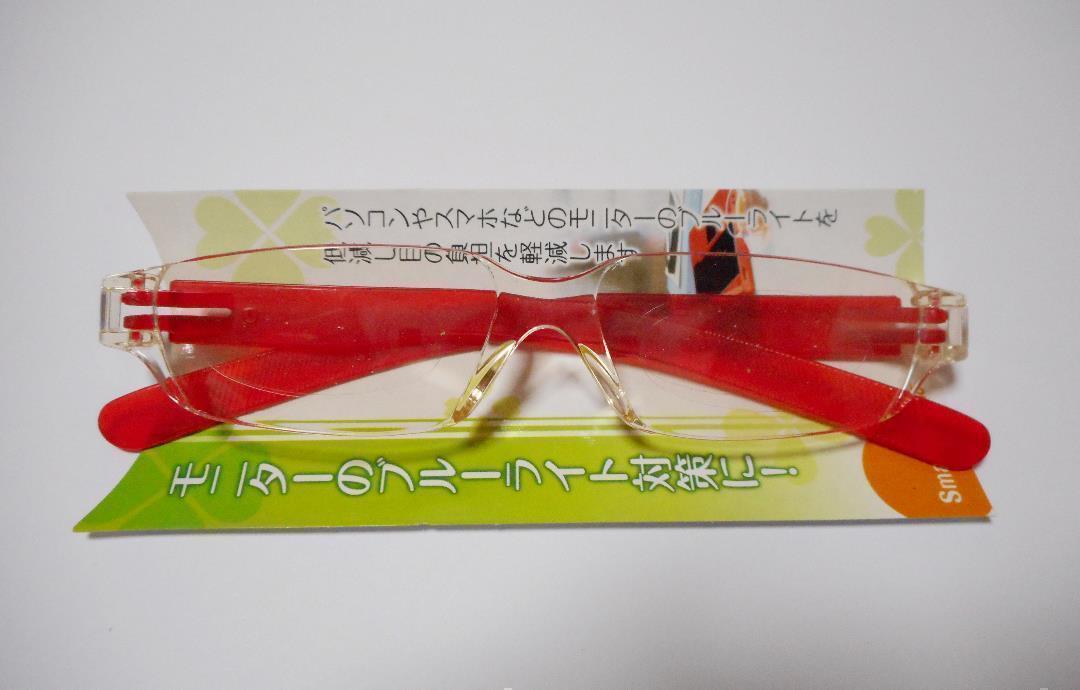 パソコンやスマホなどのモニターのブルーライトを
低減し目の負担を軽減します
モニターのブルーライト対策に!
Sma